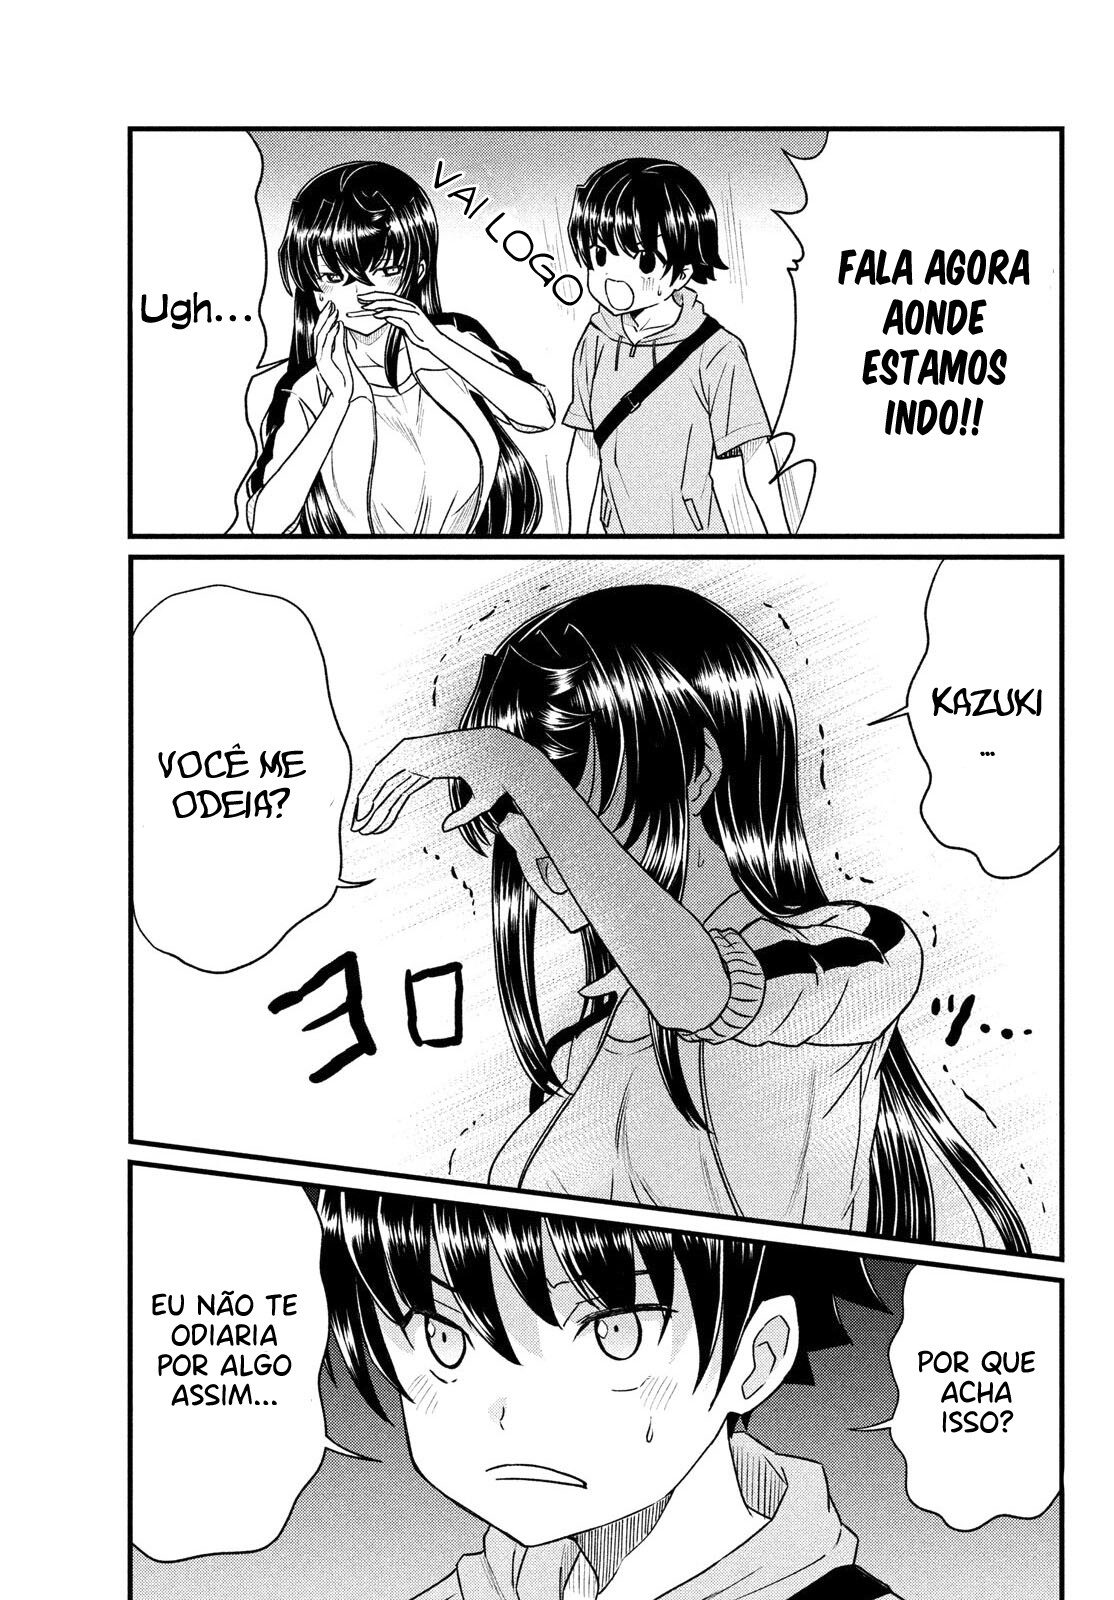 FALA AGORA
AONDE
ESTAMOS
INDO!!
VAI LOGO
Ugh...
KAZUKI
...
VOCÊ ME
ODEIA?
ヨロ
ッ...
POR QUE
ACHA
ISSO?
EU NÃO TE
ODIARIA
POR ALGO
ASSIM...